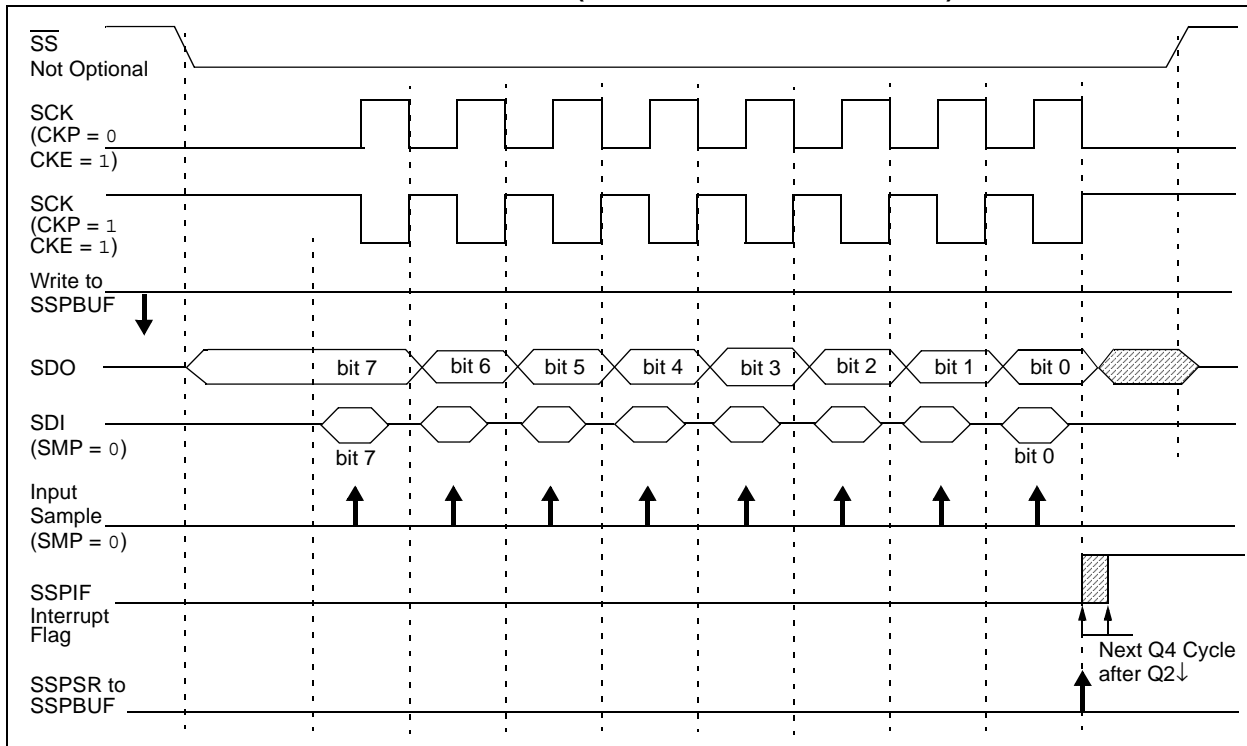 SS
Not Optional
SCK
(CKP = 0
CKE = 1)
SCK
(CKP = 1
CKE = 1)
Write to
SSPBUF
SDO
bit 7 bit 6 bit 5 bit 4 bit 3 bit 2 bit 1 bit 0
SDI
(SMP = 0)
bit 7 bit 0
Input
Sample
(SMP = 0)
SSPIF
Interrupt
Flag
Next Q4 Cycle
after Q2↓
SSPSR to
SSPBUF